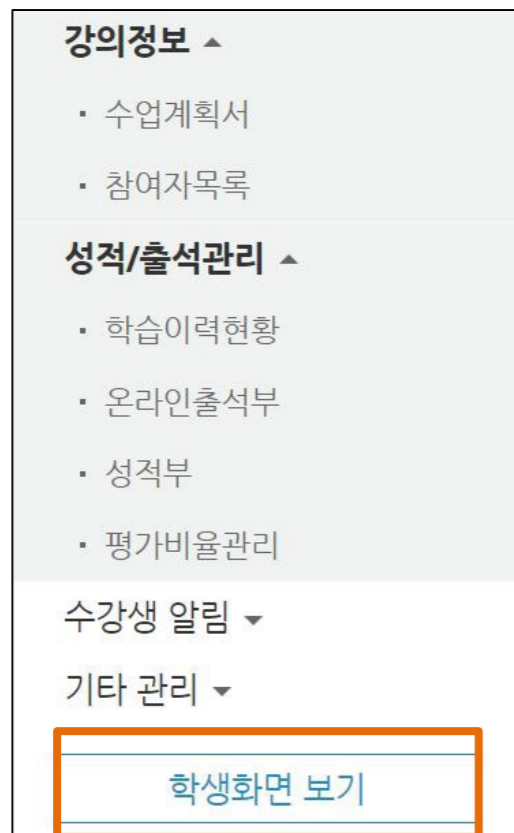 강의정보
수업계획서
참여자목록
성적/출석관리
학습이력현황
온라인출석부
성적부
평가비율관리
수강생 알림
기타 관리
학생화면 보기